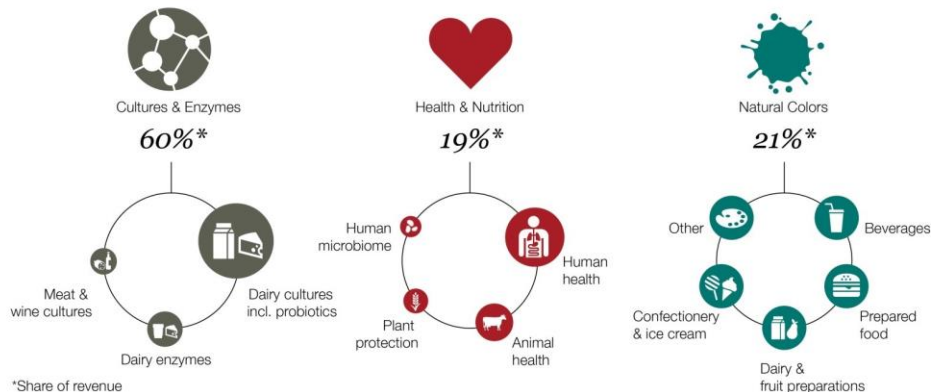 Cultures & Enzymes
60%*
Meat &
wine cultures
Dairy enzymes
Dairy cultures
incl. probiotics
Health & Nutrition
19%*
Human
microbiome
Plant
protection
Animal
health
Human
health
Natural Colors
21%*
Other
Confectionery
& ice cream
Dairy &
fruit preparations
Prepared
food
Beverages
*Share of revenue